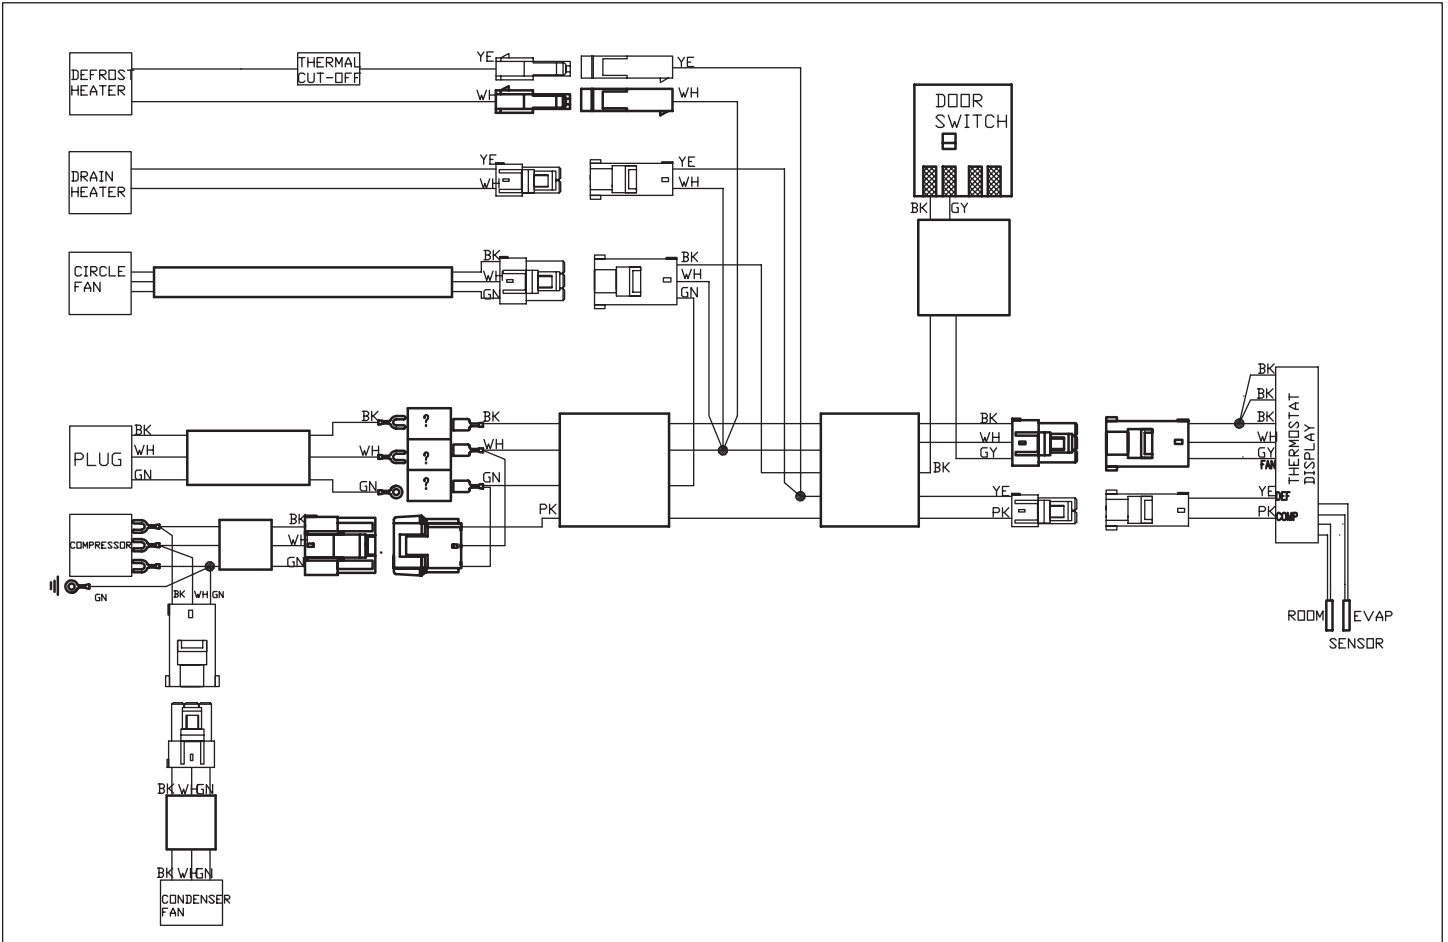 DEFROST
HEATER
THERMAL
CUT-OFF
YE
YE
WH
WH
DOOR
SWITCH
BK
GY
DRAIN
HEATER
YE
WH
YE
WH
CIRCLE
FAN
BK
WH
GN
BK
WH
GN
PLUG
BK
WH
GN
BK
WH
GN
?
?
?
BK
WH
GN
PK
BK
BK
WH
GY
YE
PK
BK
BK
BK
WH
GY
FAN
YE
DEF
PK
COMP
THERMOSTAT
DISPLAY
COMPRESSOR
BK
WH
GN
GN
BK
WH
GN
ROOM
EVAP
SENSOR
BK
WH
GN
BK
WH
GN
CONDENSER
FAN